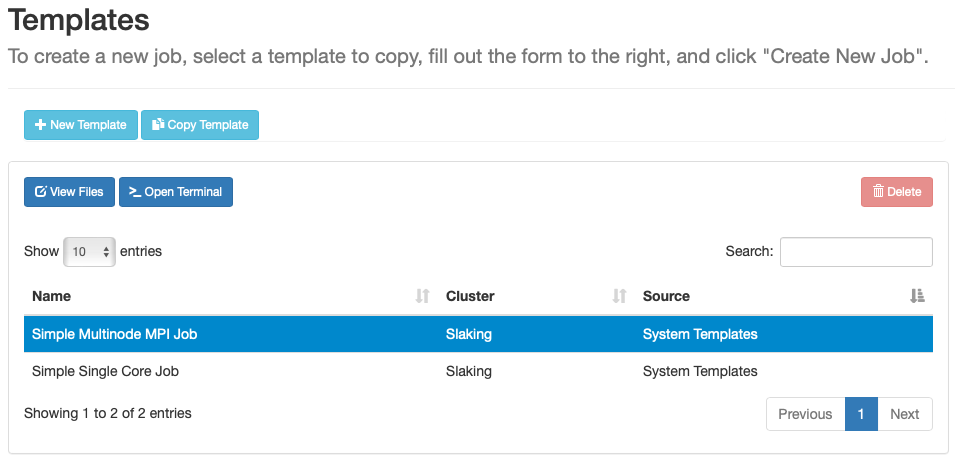 Templates
To create a new job, select a template to copy, fill out the form to the right, and click "Create New Job".
New Template Copy Template
View Files Open Terminal Delete
Show 10 entries Search:
Name Cluster Source
Simple Multinode MPI Job Slaking System Templates
Simple Single Core Job Slaking System Templates
Showing 1 to 2 of 2 entries Previous 1 Next